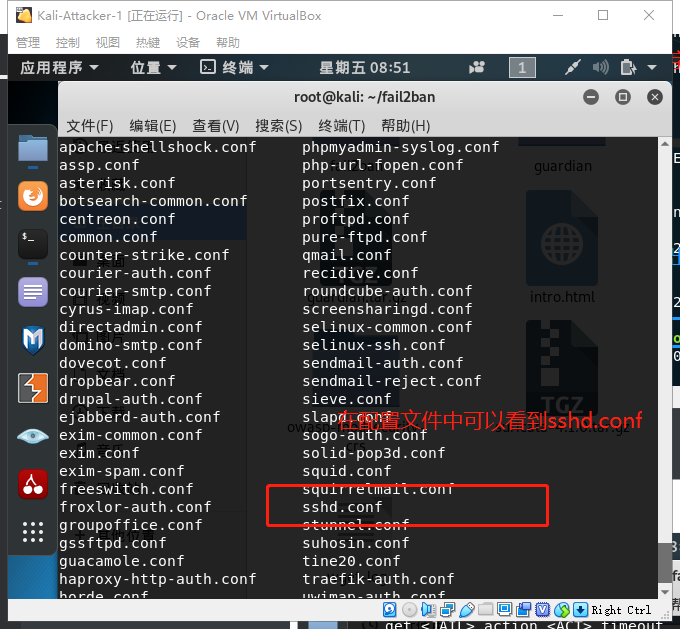 Kali-Attacker-1 [正在运行] - Oracle VM VirtualBox
管理 控制 视图 热键 设备 帮助
应用程序 位置 终端 星期五 08:51 1
root@kali: ~/fail2ban
文件(F) 编辑(E) 查看(V) 搜索(S) 终端(T) 帮助(H)
apache-shellshock.conf phpmyadmin-syslog.conf
assp.conf php-url-fopen.conf guardian
asterisk.conf portsentry.conf
botsearch-common.conf postfix.conf
centreon.conf proftpd.conf
common.conf pure-ftpd.conf
counter-strike.conf qmail.conf
courier-auth.conf recidive.conf
courier-smtp.conf roundcube-auth.conf
guardian.tar.gz intro.html
cyrus-imap.conf screensharingd.conf
directadmin.conf selinux-common.conf
domino-smtp.conf selinux-ssh.conf
dovecot.conf sendmail-auth.conf
dropbear.conf sendmail-reject.conf
drupal-auth.conf sieve.conf
TGZ
ejabberd-auth.conf slapd.conf
在配置文件中可以看到sshd.conf
exim-common.conf sogo-auth.conf
exim.conf solid-pop3d.conf
exim-spam.conf squid.conf
freeswitch.conf squirrelmail.conf
froxlor-auth.conf sshd.conf
groupoffice.conf stunnel.conf
gssftpd.conf suhosin.conf
guacamole.conf tine20.conf
haproxy-http-auth.conf traefik-auth.conf
horde.conf uwimap-auth.conf
Right Ctrl
get <JAIL> action <ACT> timeout